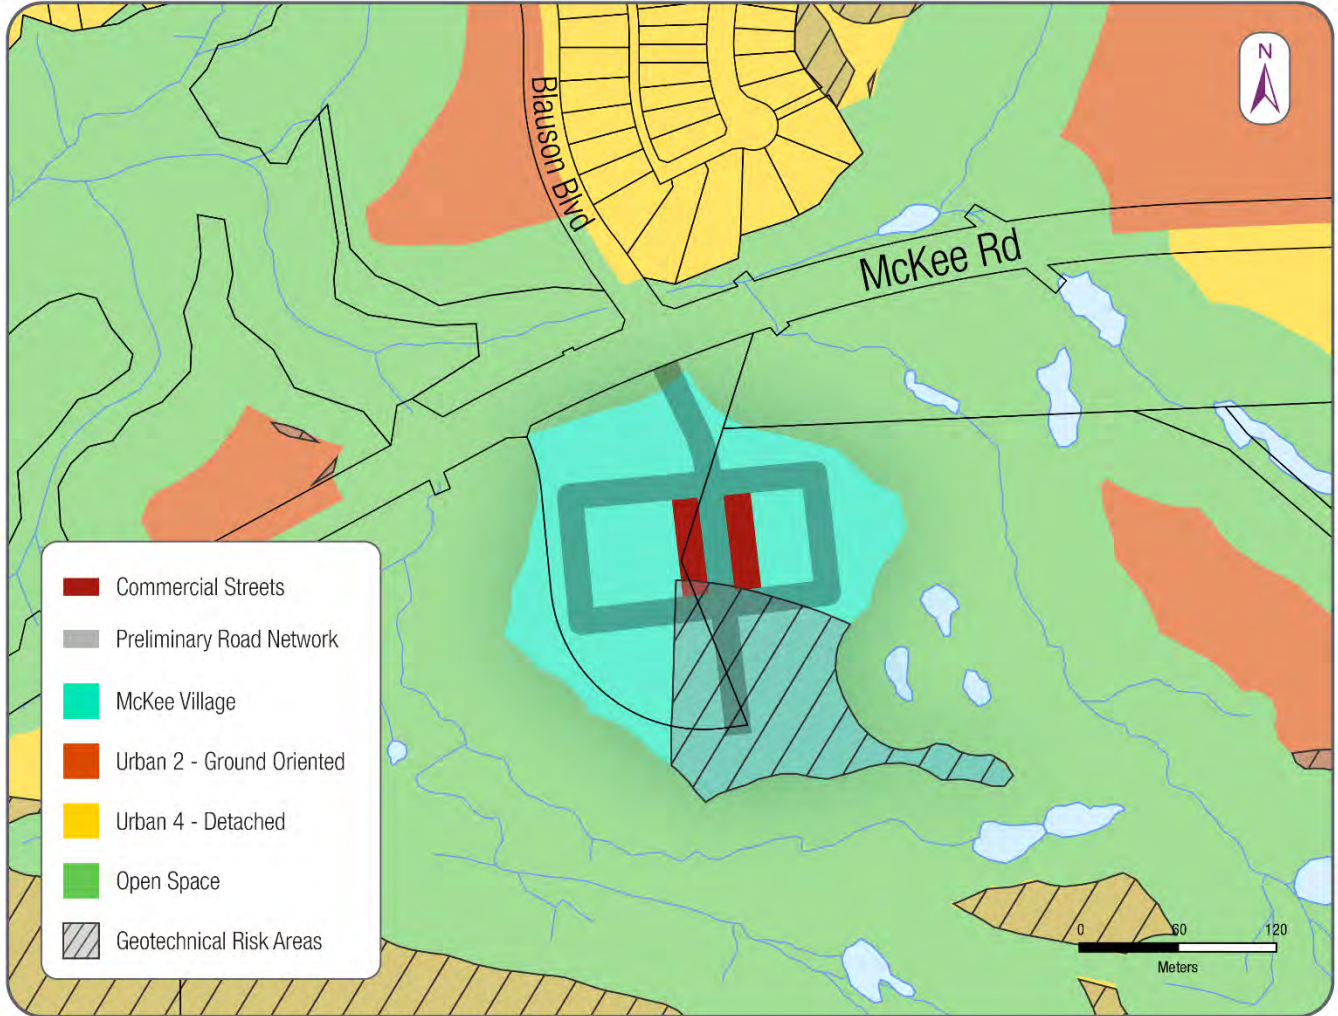 N
Blauson Blvd
McKee Rd
Commercial Streets
Preliminary Road Network
McKee Village
Urban 2 - Ground Oriented
Urban 4 - Detached
Open Space
Geotechnical Risk Areas
0 60 120
Meters